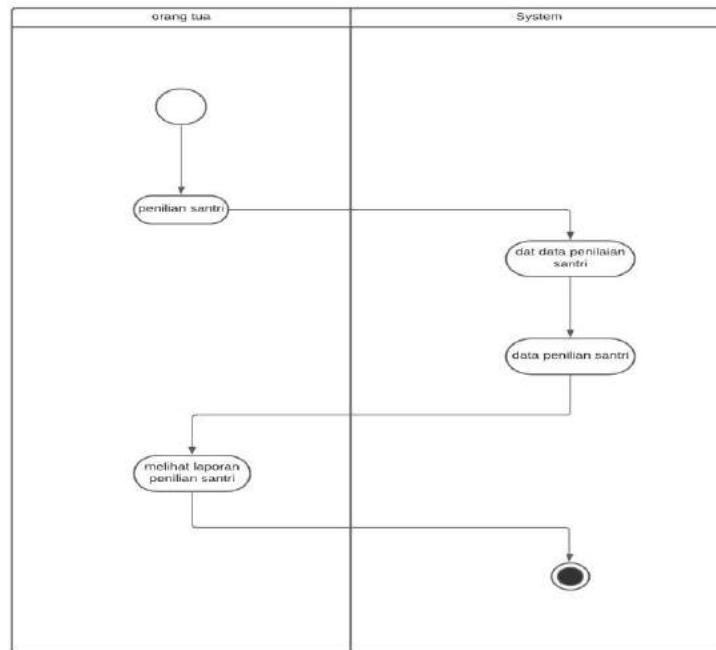 orang tua
System
penilian santri
dat data penilaian
santri
data penilian santri
melihat laporan
penilian santri